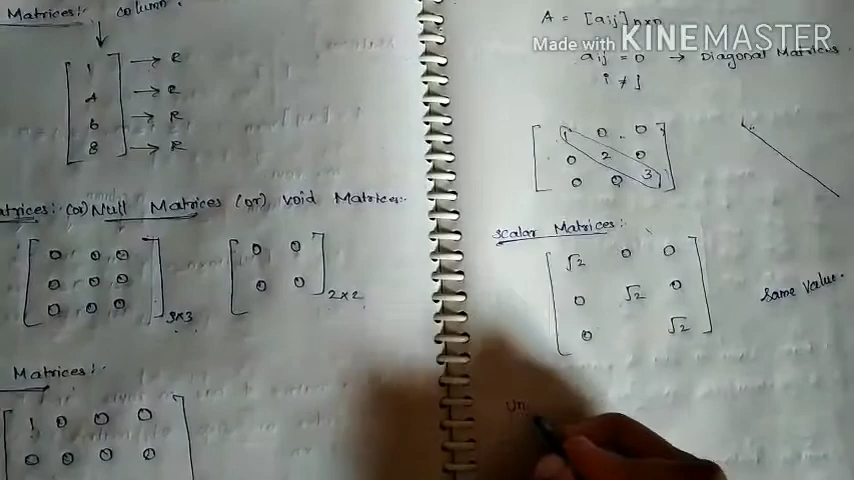 Matrices:- column
[ 1 ] → R
4 → R
6 → R
8 → R
(or) Null Matrices (or) void Matrices:-
0 0 0
0 0 0
0 0 0 3×3
0 0
0 0 2×2
Matrices:-
1 0 0 0
0 0 0 0
A = [aij] n×n
Made with KINEMASTER
aij = 0 → Diagonal Matrices.
i ≠ j
1 0 0
0 2 0
0 0 3
scalar Matrices:-
√2 0 0
0 √2 0
0 √2
same value.
un